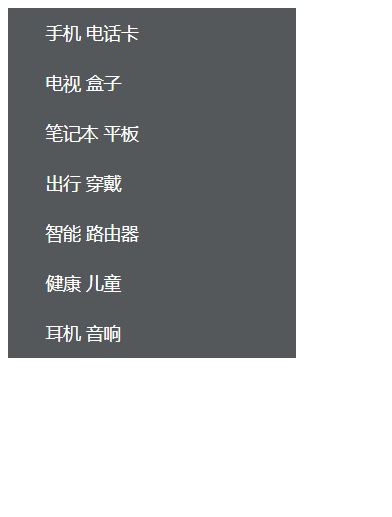 手机 电话卡
电视 盒子
笔记本 平板
出行 穿戴
智能 路由器
健康 儿童
耳机 音响